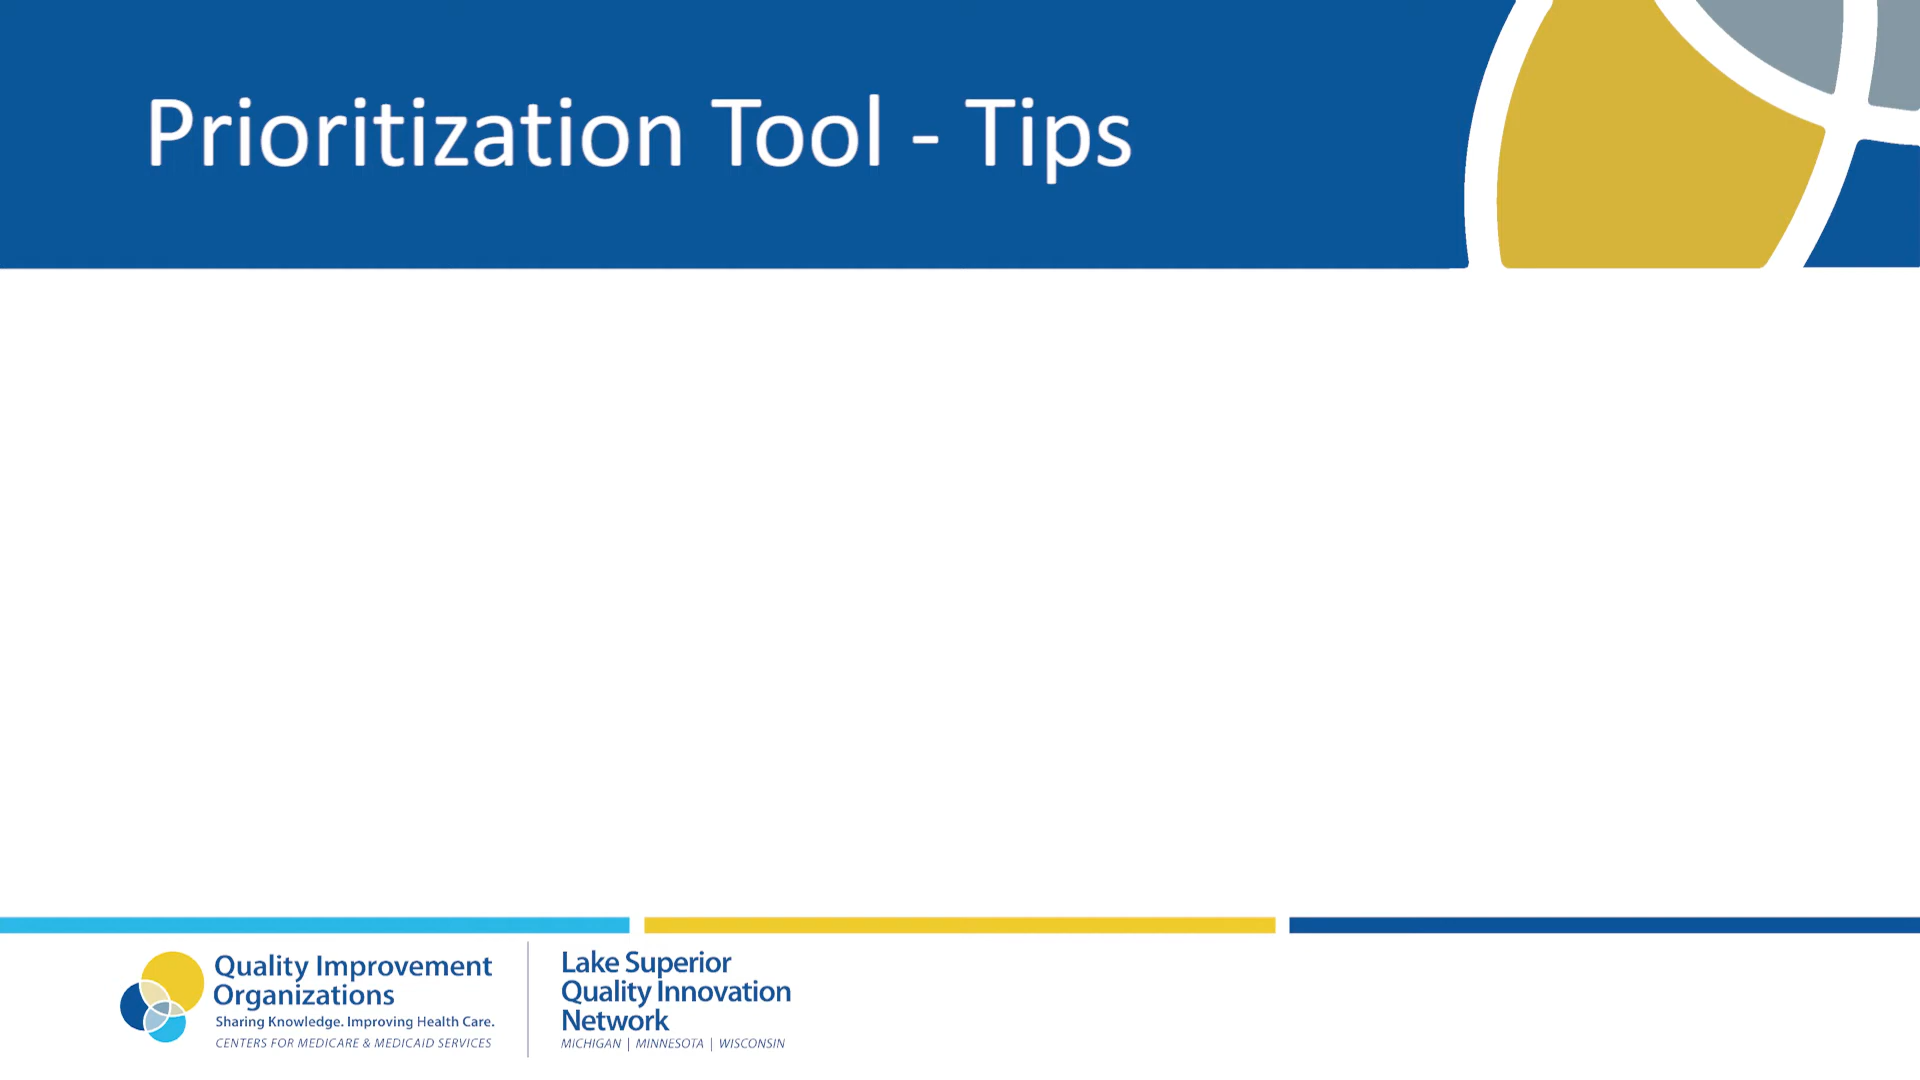 Prioritization Tool - Tips
Quality Improvement
Organizations
Sharing Knowledge. Improving Health Care.
CENTERS FOR MEDICARE & MEDICAID SERVICES
Lake Superior
Quality Innovation
Network
MICHIGAN | MINNESOTA | WISCONSIN